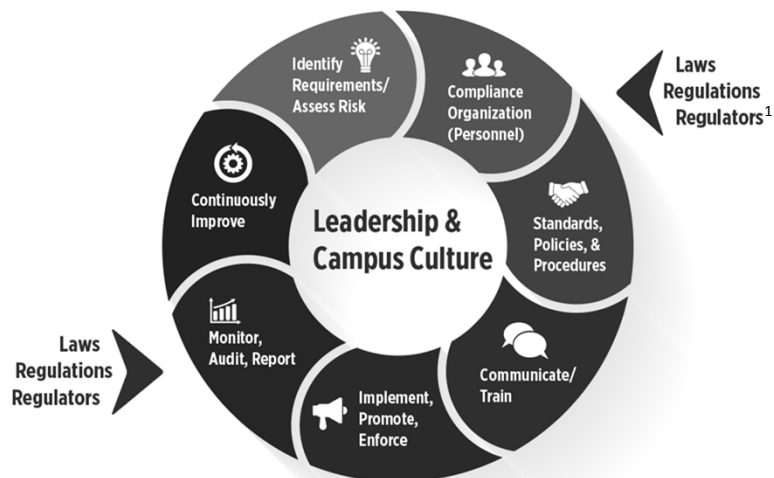 Identify
Requirements/
Assess Risk
Compliance
Organization
(Personnel)
Laws
Regulations
Regulators¹
Standards,
Policies, &
Procedures
Communicate/
Train
Implement,
Promote,
Enforce
Monitor,
Audit, Report
Continuously
Improve
Leadership &
Campus Culture
Laws
Regulations
Regulators